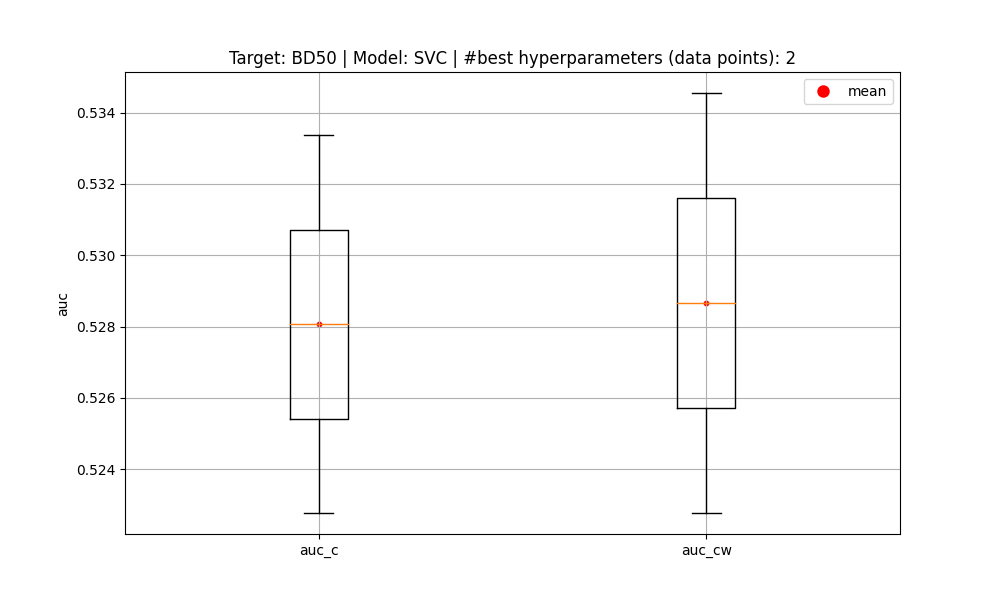 Target: BD50 | Model: SVC | #best hyperparameters (data points): 2
mean
0.534
0.532
0.530
0.528
0.526
0.524
auc
auc_c
auc_cw